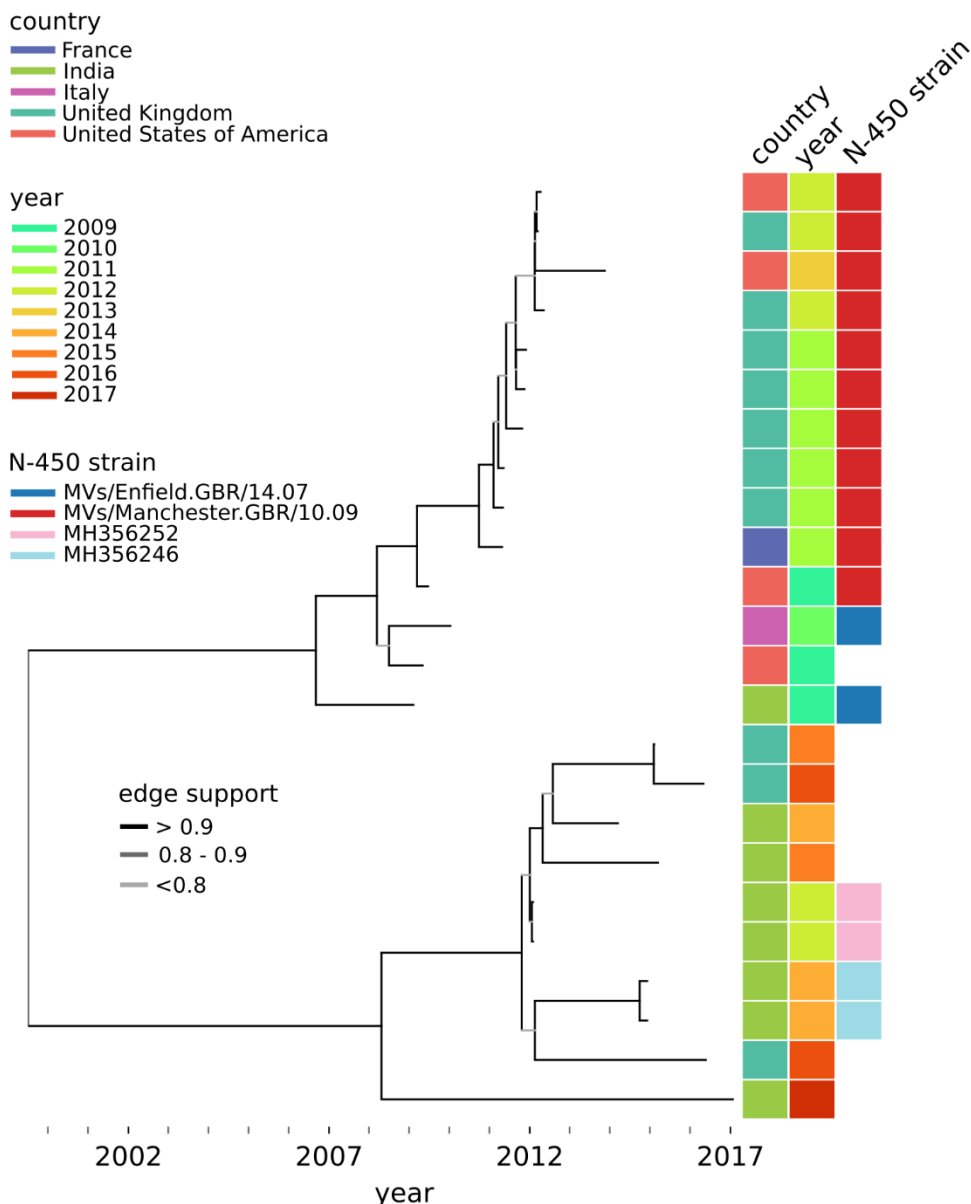 country
France
India
Italy
United Kingdom
United States of America
country
year
N-450 strain
year
2009
2010
2011
2012
2013
2014
2015
2016
2017
N-450 strain
MVs/Enfield.GBR/14.07
MVs/Manchester.GBR/10.09
MH356252
MH356246
edge support
> 0.9
0.8 - 0.9
<0.8
2002 2007 2012 2017
year